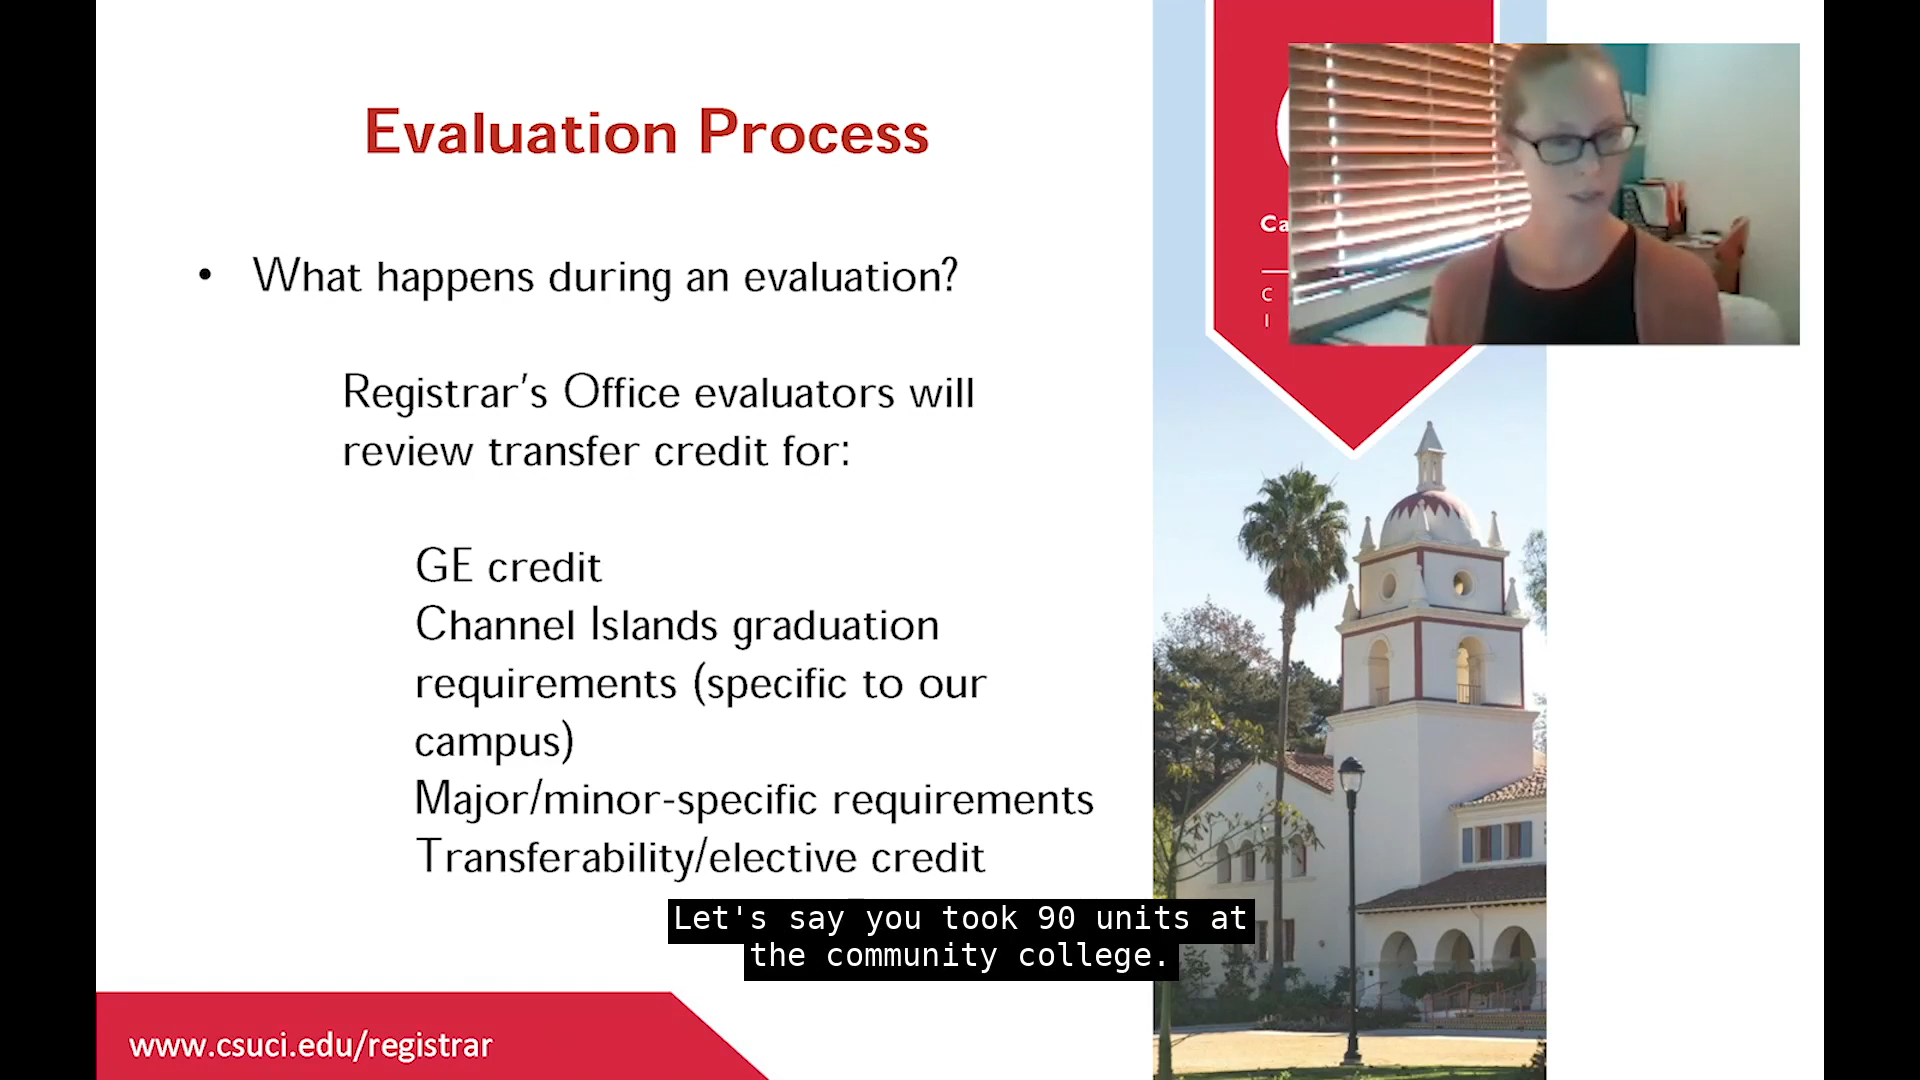 Evaluation Process
• What happens during an evaluation?
Registrar's Office evaluators will
review transfer credit for:
GE credit
Channel Islands graduation
requirements (specific to our
campus)
Major/minor-specific requirements
Transferability/elective credit
Ca
C
I
Let's say you took 90 units at
the community college.
www.csuci.edu/registrar